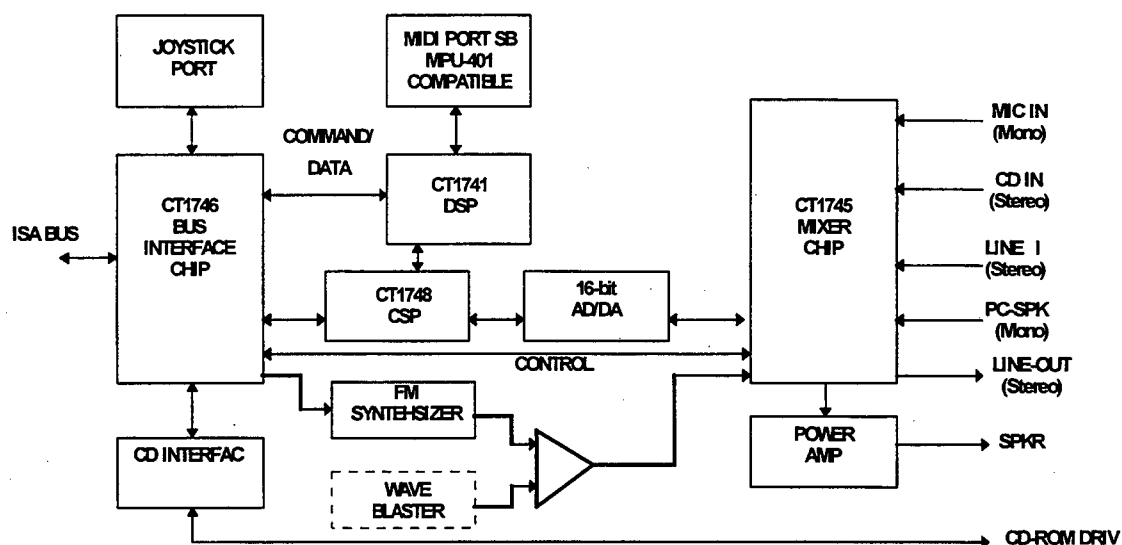 JOYSTICK
PORT
MIDI PORT SB
MPU-401
COMPATIBLE
COMMAND/
DATA
CT1746
BUS
INTERFACE
CHIP
CT1741
DSP
CT1745
MIXER
CHIP
MIC IN
(Mono)
CD IN
(Stereo)
LINE I
(Stereo)
PC-SPK
(Mono)
LINE-OUT
(Stereo)
ISA BUS
CT1748
CSP
16-bit
AD/DA
CONTROL
FM
SYNTEHSIZER
POWER
AMP
SPKR
CD INTERFAC
WAVE
BLASTER
CD-ROM DRIV